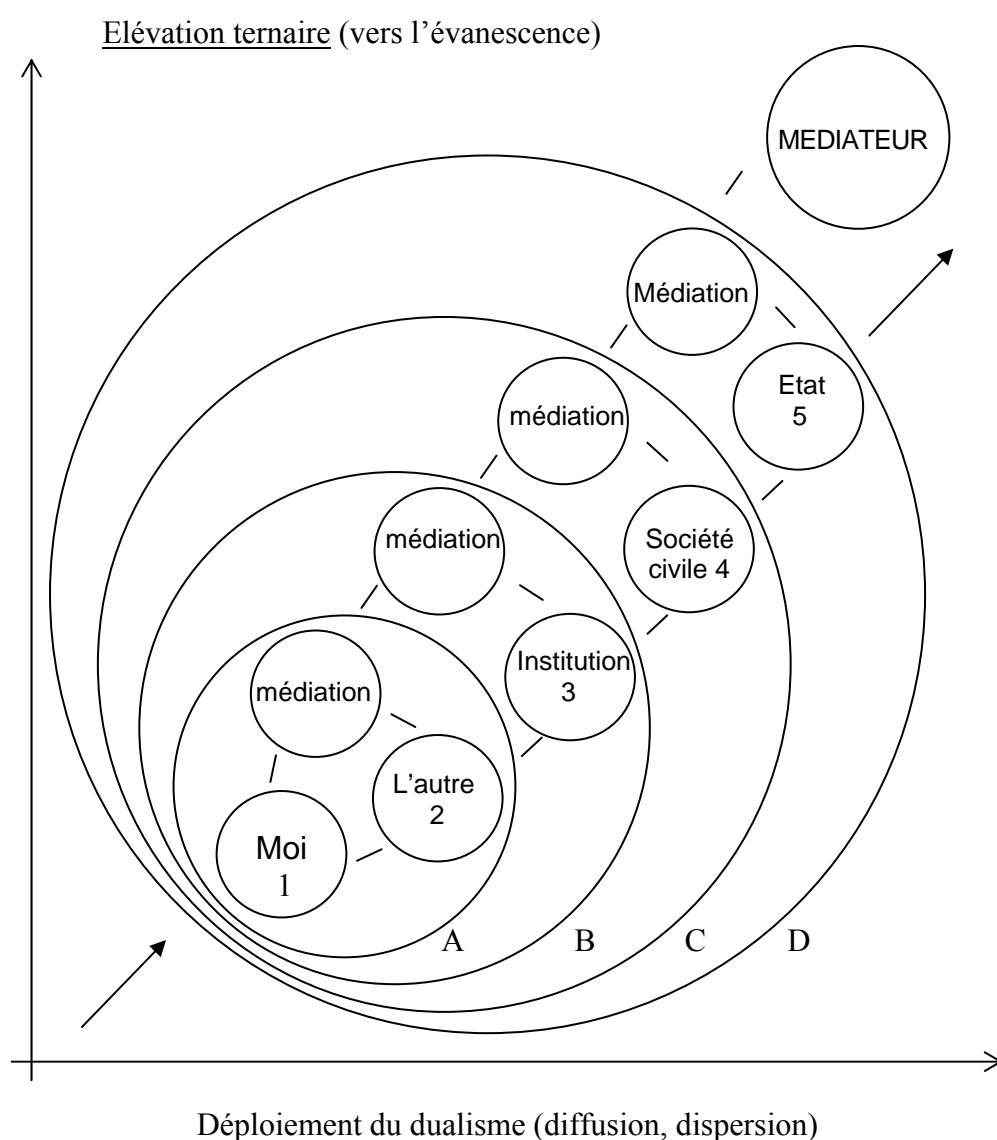 Elévation ternaire (vers l’évanescence)
MEDIATEUR
Médiation
Etat
5
médiation
Société
civile 4
médiation
Institution
3
médiation
L’autre
2
Moi
1
A
B
C
D
Déploiement du dualisme (diffusion, dispersion)